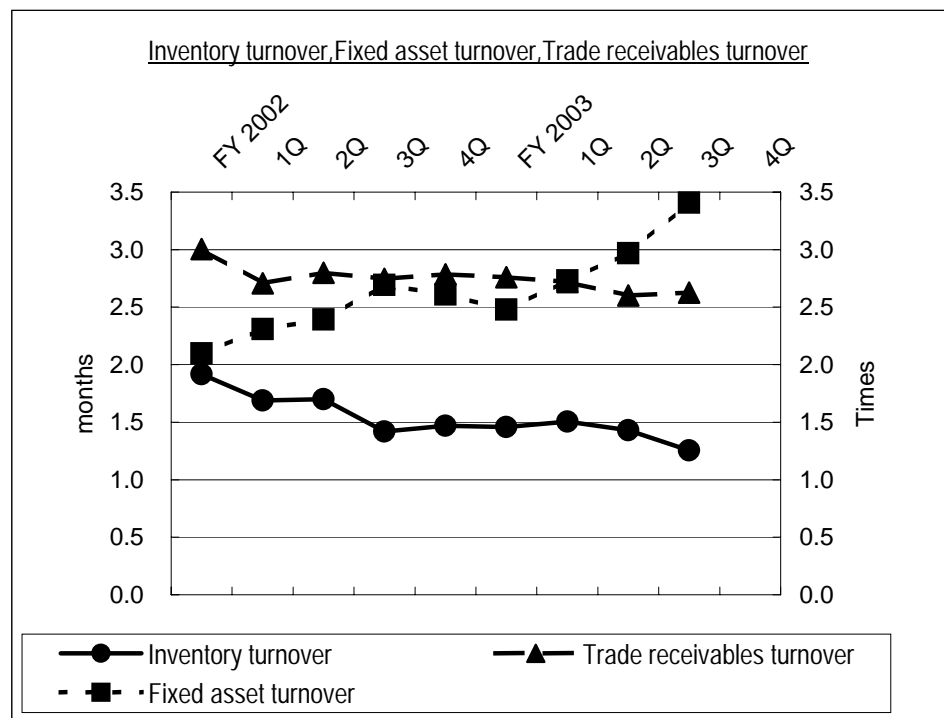 Inventory turnover,Fixed asset turnover,Trade receivables turnover
FY 2002 1Q 2Q 3Q 4Q FY 2003 1Q 2Q 3Q 4Q
3.5 3.5
3.0 3.0
2.5 2.5
2.0 2.0
1.5 1.5
1.0 1.0
0.5 0.5
0.0 0.0
months
Times
Inventory turnover Trade receivables turnover
Fixed asset turnover